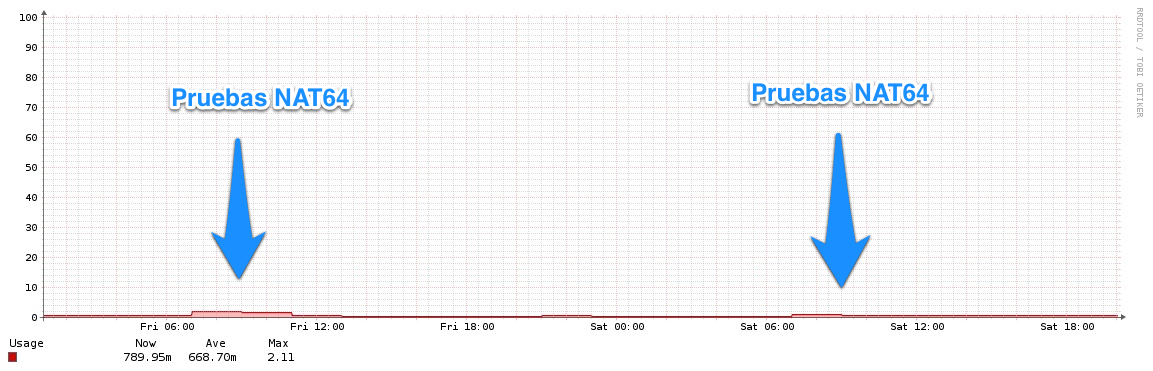 100
90
80
70
60
50
40
30
20
10
0
Pruebas NAT64
Pruebas NAT64
RRDTOOL / TOBI OETIKER
Fri 06:00 Fri 12:00 Fri 18:00 Sat 00:00 Sat 06:00 Sat 12:00 Sat 18:00
Usage Now Ave Max
789.95m 668.70m 2.11